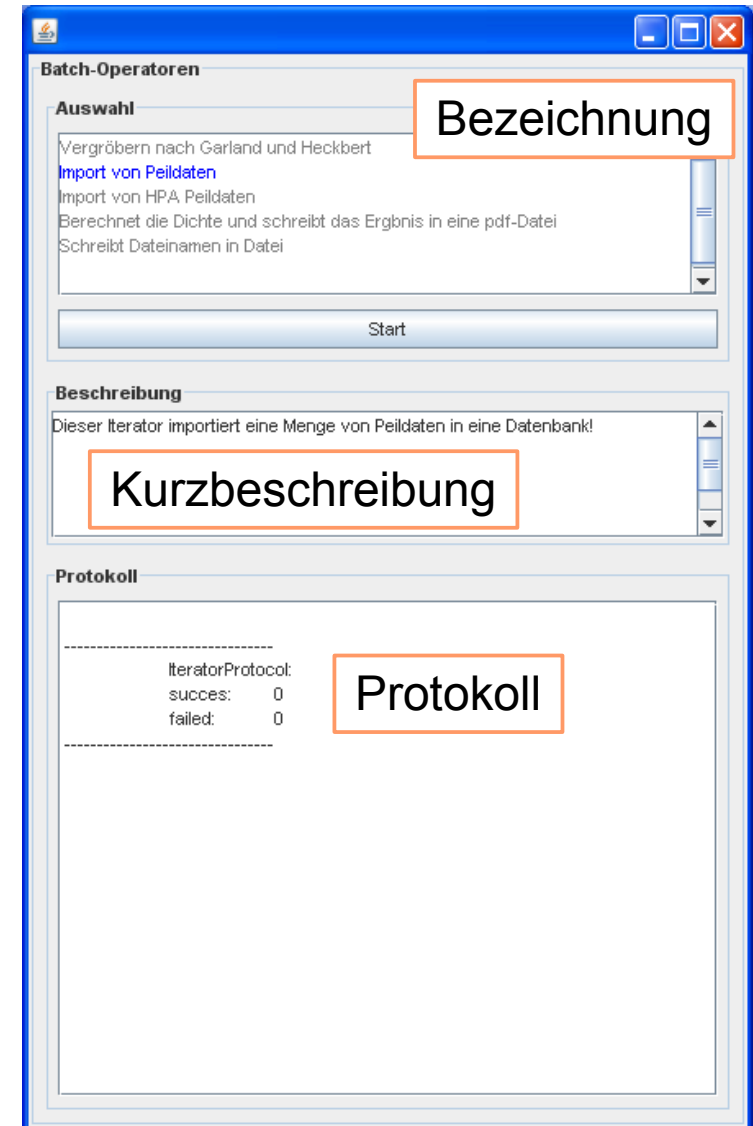 Batch-Operatoren
Auswahl
Bezeichnung
Vergröbern nach Garland und Heckbert
Import von Peildaten
Import von HPA Peildaten
Berechnet die Dichte und schreibt das Ergbnis in eine pdf-Datei
Schreibt Dateinamen in Datei
Start
Beschreibung
Dieser Iterator importiert eine Menge von Peildaten in eine Datenbank!
Kurzbeschreibung
Protokoll
--------------------------------
IteratorProtocol:
succes: 0
failed: 0
--------------------------------
Protokoll